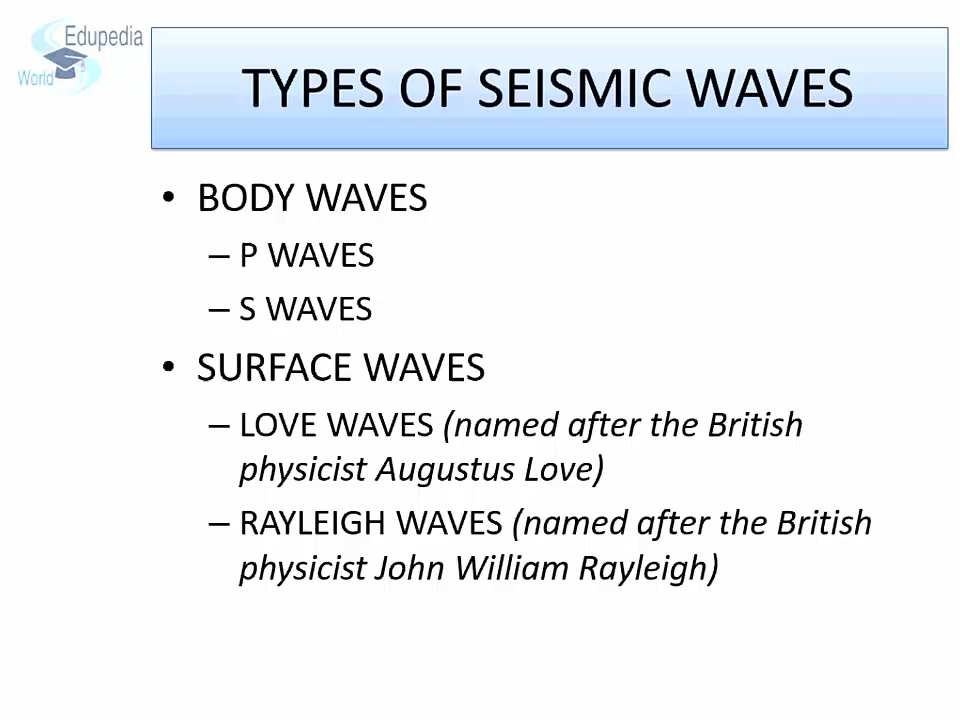 Edupedia
World
TYPES OF SEISMIC WAVES
• BODY WAVES
– P WAVES
– S WAVES
• SURFACE WAVES
– LOVE WAVES (named after the British
physicist Augustus Love)
– RAYLEIGH WAVES (named after the British
physicist John William Rayleigh)